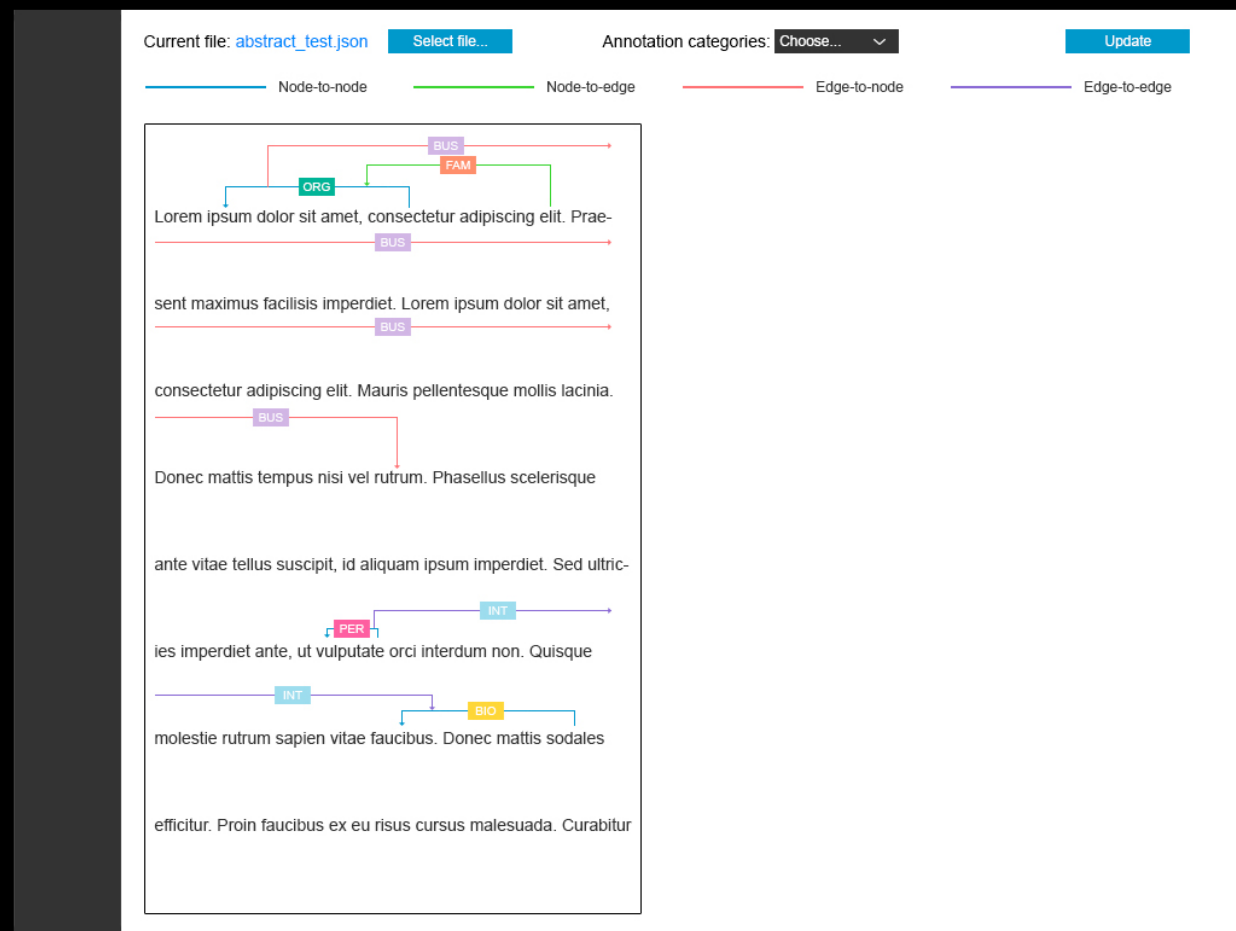 Current file: abstract_test.json Select file... Annotation categories: Choose... Update
Node-to-node Node-to-edge Edge-to-node Edge-to-edge
BUS
FAM
ORG
Lorem ipsum dolor sit amet, consectetur adipiscing elit. Prae-
BUS
sent maximus facilisis imperdiet. Lorem ipsum dolor sit amet,
BUS
consectetur adipiscing elit. Mauris pellentesque mollis lacinia.
BUS
Donec mattis tempus nisi vel rutrum. Phasellus scelerisque
ante vitae tellus suscipit, id aliquam ipsum imperdiet. Sed ultric-
INT
PER
ies imperdiet ante, ut vulputate orci interdum non. Quisque
INT
BIO
molestie rutrum sapien vitae faucibus. Donec mattis sodales
efficitur. Proin faucibus ex eu risus cursus malesuada. Curabitur